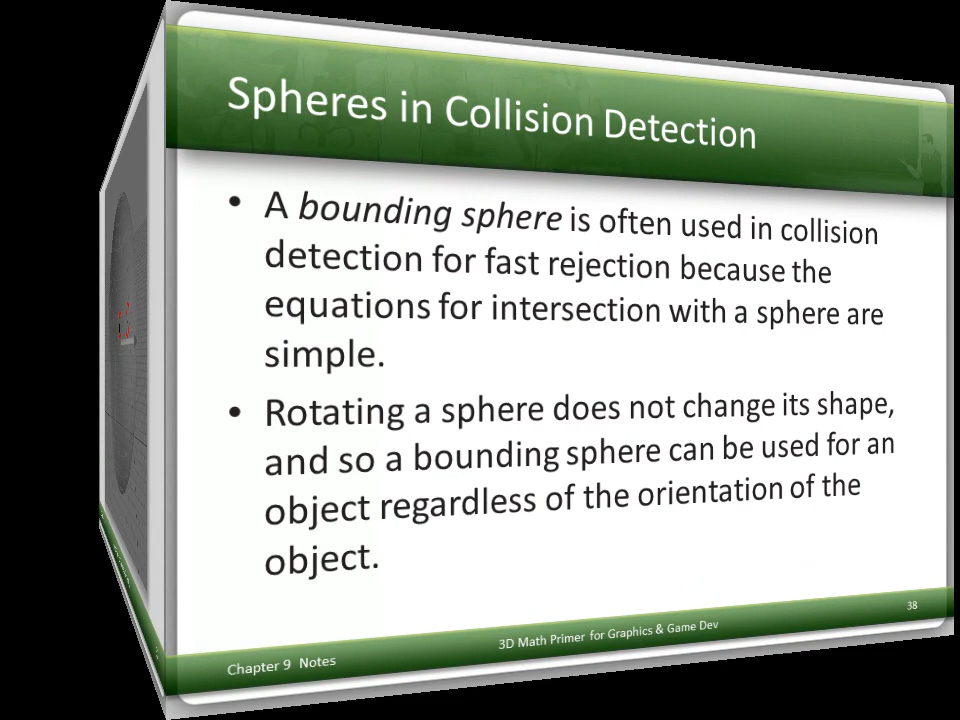 Spheres in Collision Detection
• A bounding sphere is often used in collision
detection for fast rejection because the
equations for intersection with a sphere are
simple.
• Rotating a sphere does not change its shape,
and so a bounding sphere can be used for an
object regardless of the orientation of the
object.
Chapter 9 Notes
3D Math Primer for Graphics & Game Dev
38